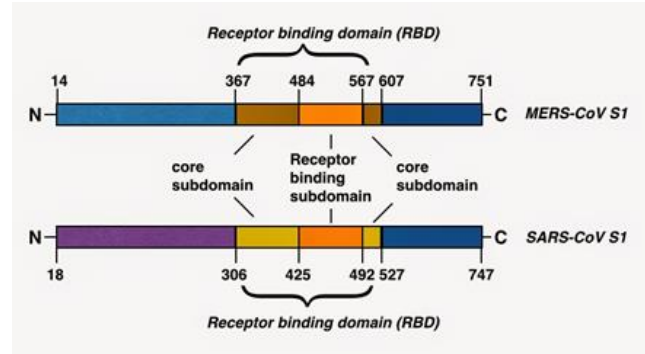 Receptor binding domain (RBD)
14 367 484 567 607 751
N C MERS-CoV S1
core
subdomain
Receptor
binding
subdomain
core
subdomain
N C SARS-CoV S1
18 306 425 492 527 747
Receptor binding domain (RBD)